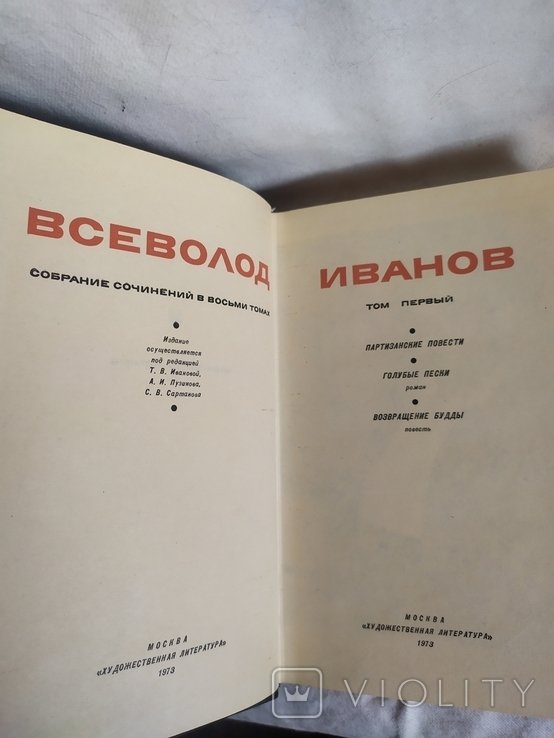 ВСЕВОЛОД
СОБРАНИЕ СОЧИНЕНИЙ В ВОСЬМИ ТОМАХ
Издание
осуществляется
под редакцией
Т. В. Ивановой,
А. И. Пузикова,
С. В. Сартакова
МОСКВА
«ХУДОЖЕСТВЕННАЯ ЛИТЕРАТУРА»
1973
ИВАНОВ
ТОМ ПЕРВЫЙ
ПАРТИЗАНСКИЕ ПОВЕСТИ
ГОЛУБЫЕ ПЕСКИ
роман
ВОЗВРАЩЕНИЕ БУДДЫ
повесть
МОСКВА
«ХУДОЖЕСТВЕННАЯ ЛИТЕРАТУРА»
1973
VIOLITY